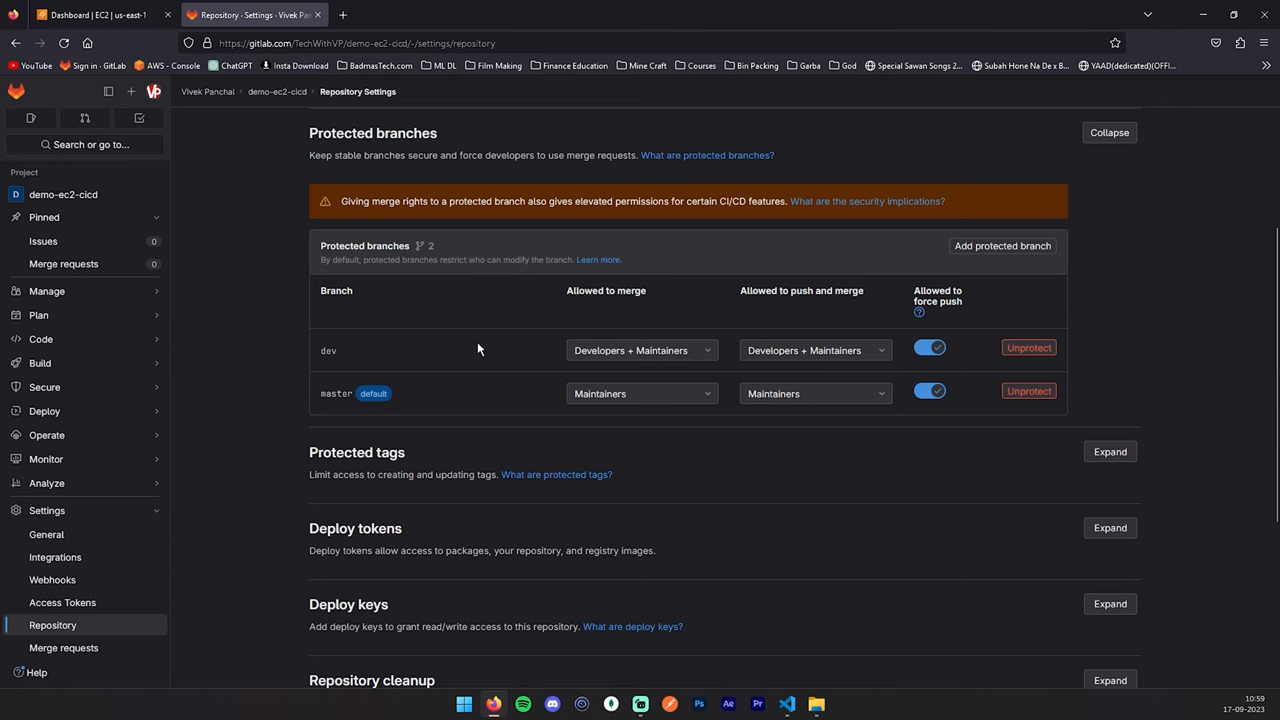 Dashboard | EC2 | us-east-1
Repository · Settings · Vivek Pan
https://gitlab.com/TechWithVP/demo-ec2-cicd/-/settings/repository
YouTube
Sign in · GitLab
AWS - Console
ChatGPT
Insta Download
BadmasTech.com
ML DL
Film Making
Finance Education
Mine Craft
Courses
Bin Packing
Garba
God
Special Sawan Songs 2...
Subah Hone Na De x B...
YAAD(dedicated)(OFFI...
VP
Vivek Panchal
demo-ec2-cicd
Repository Settings
Search or go to...
Project
D demo-ec2-cicd
Pinned
Issues 0
Merge requests 0
Manage
Plan
Code
Build
Secure
Deploy
Operate
Monitor
Analyze
Settings
General
Integrations
Webhooks
Access Tokens
Repository
Merge requests
Help
Protected branches
Collapse
Keep stable branches secure and force developers to use merge requests. What are protected branches?
Giving merge rights to a protected branch also gives elevated permissions for certain CI/CD features. What are the security implications?
Protected branches 2
Add protected branch
By default, protected branches restrict who can modify the branch. Learn more.
Branch
Allowed to merge
Allowed to push and merge
Allowed to
force push
dev
Developers + Maintainers
Developers + Maintainers
Unprotect
master default
Maintainers
Maintainers
Unprotect
Protected tags
Expand
Limit access to creating and updating tags. What are protected tags?
Deploy tokens
Expand
Deploy tokens allow access to packages, your repository, and registry images.
Deploy keys
Expand
Add deploy keys to grant read/write access to this repository. What are deploy keys?
Repository cleanup
Expand
Ps
Ae
Pr
10:59
17-09-2023